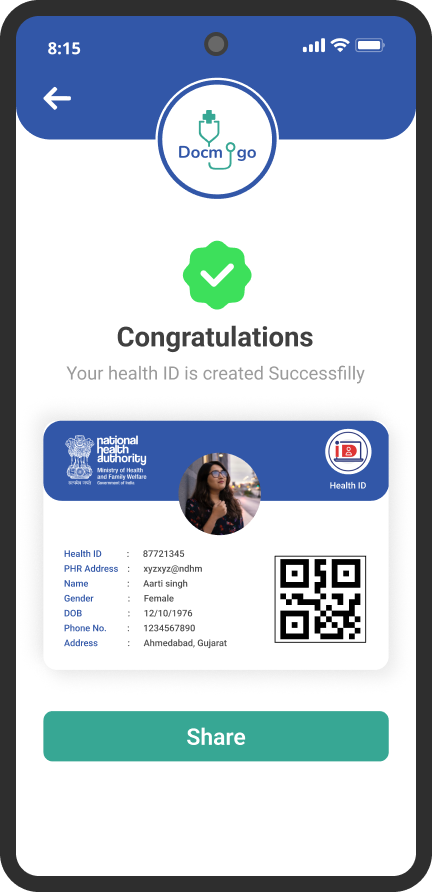 8:15
Docm go
Congratulations
Your health ID is created Successfilly
national
health
authority
Ministry of Health
and Family Welfare
Government of India
सत्यमेव जयते
Health ID
Health ID : 87721345
PHR Address : xyzxyz@ndhm
Name : Aarti singh
Gender : Female
DOB : 12/10/1976
Phone No. : 1234567890
Address : Ahmedabad, Gujarat
Share